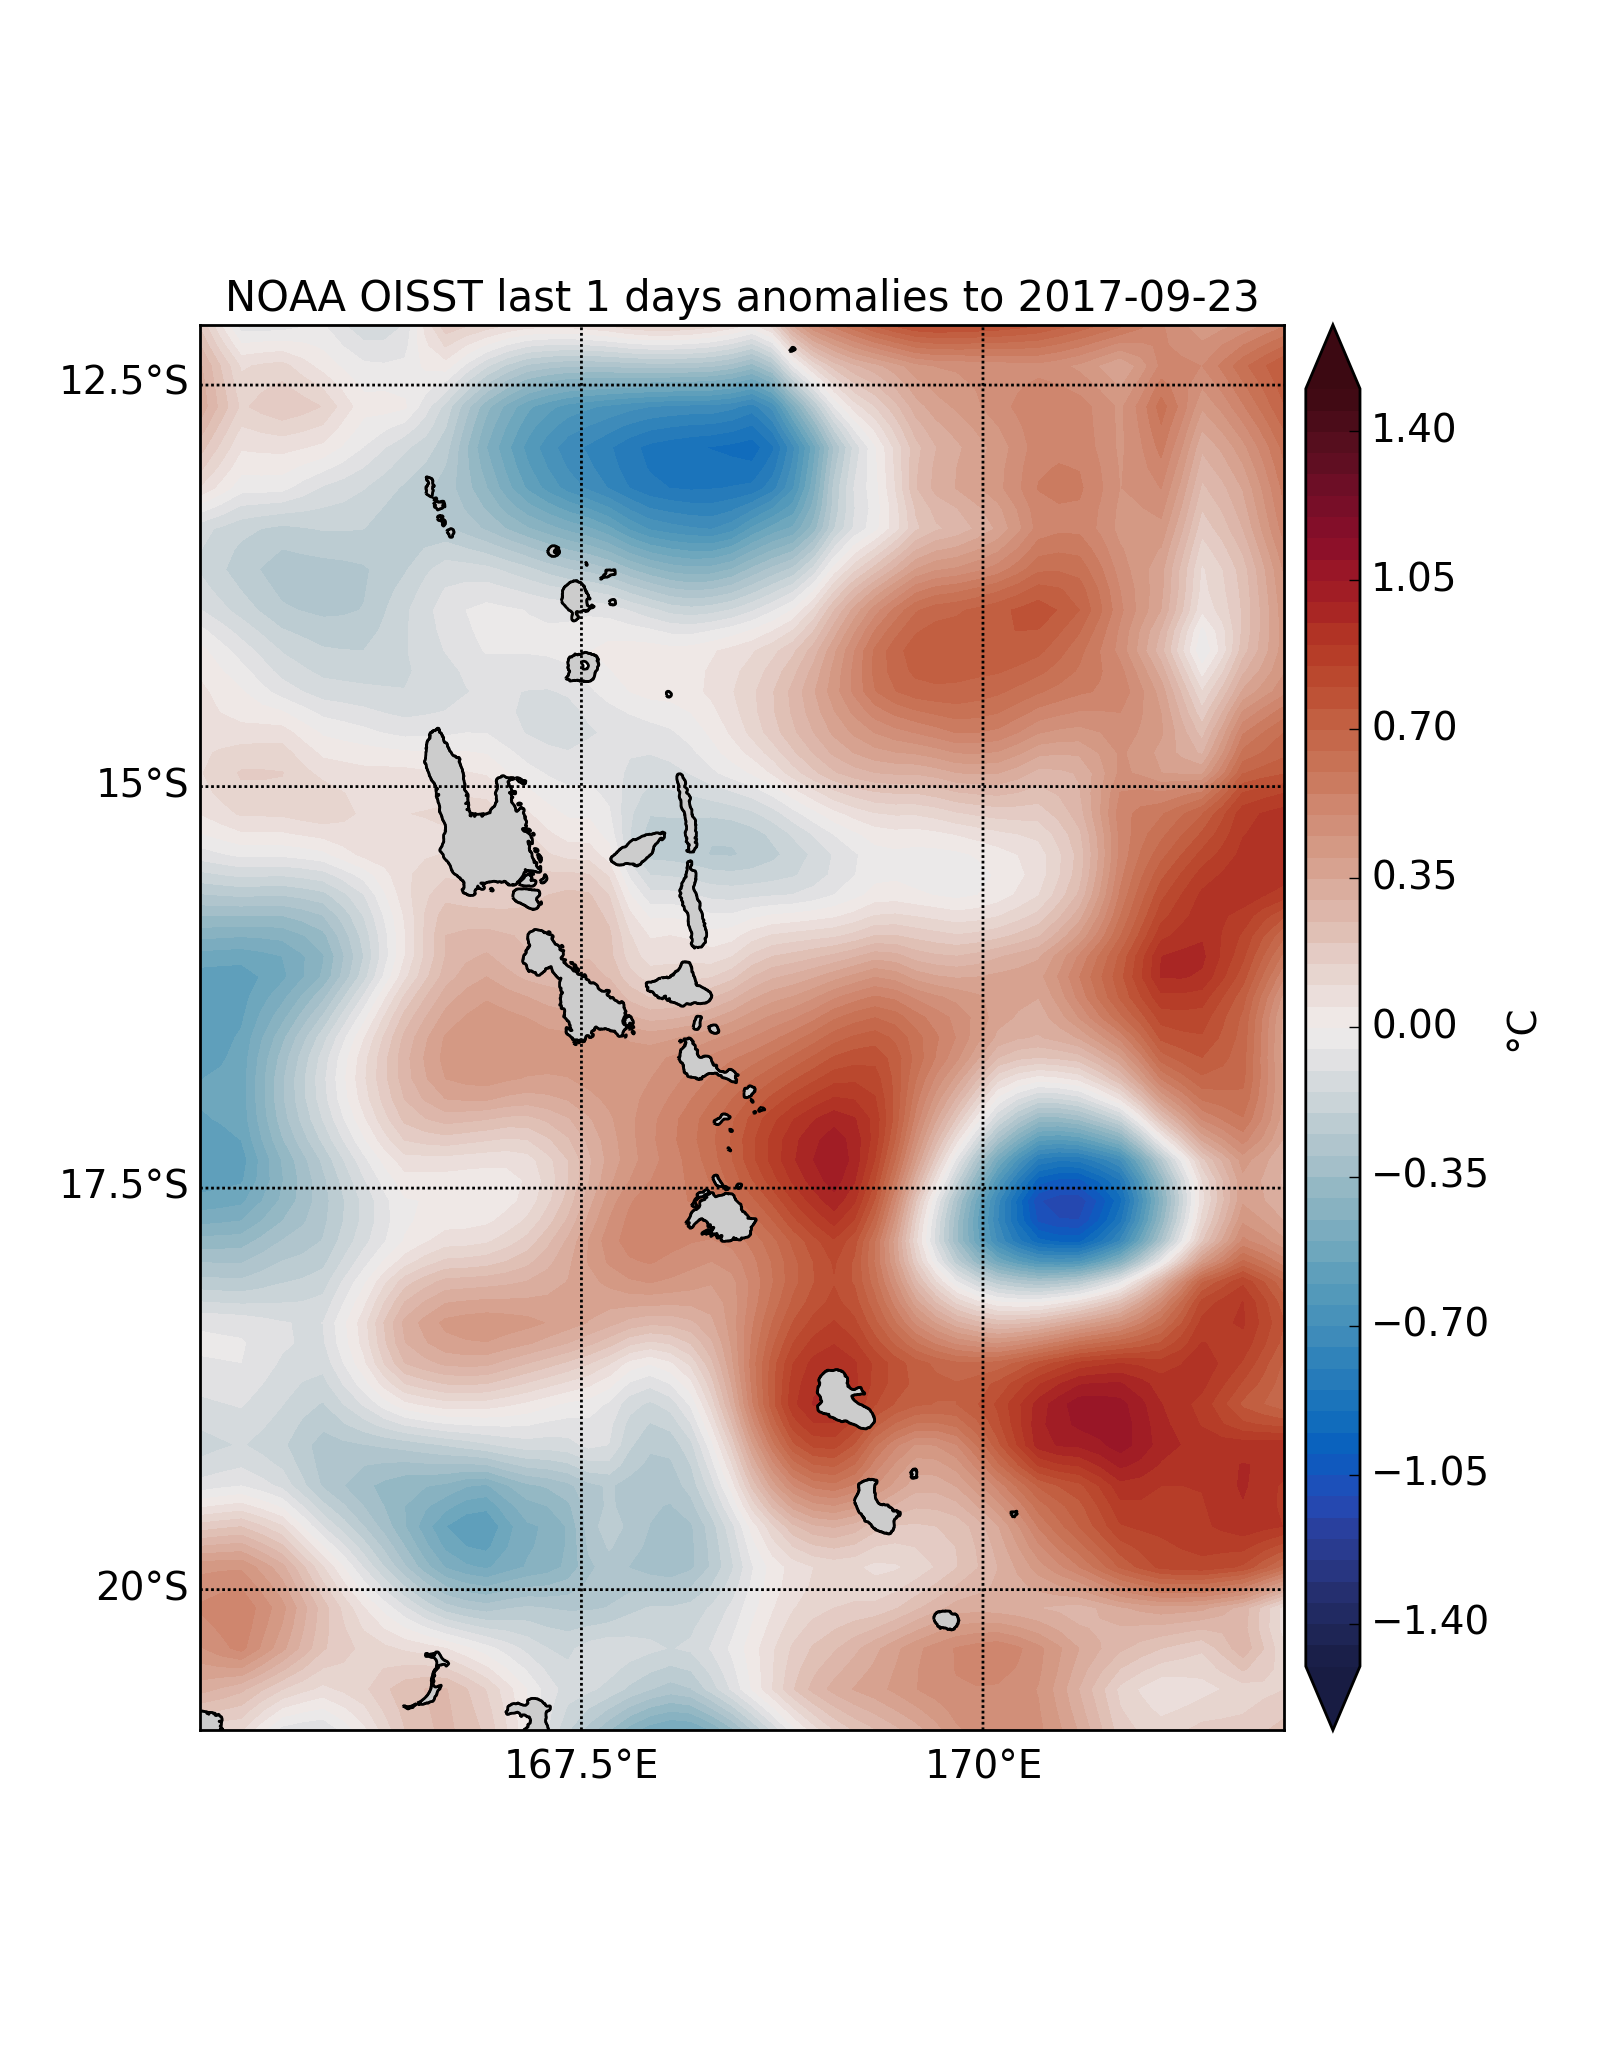 NOAA OISST last 1 days anomalies to 2017-09-23
12.5°S
15°S
17.5°S
20°S
167.5°E
170°E
1.40
1.05
0.70
0.35
0.00
−0.35
−0.70
−1.05
−1.40
°C